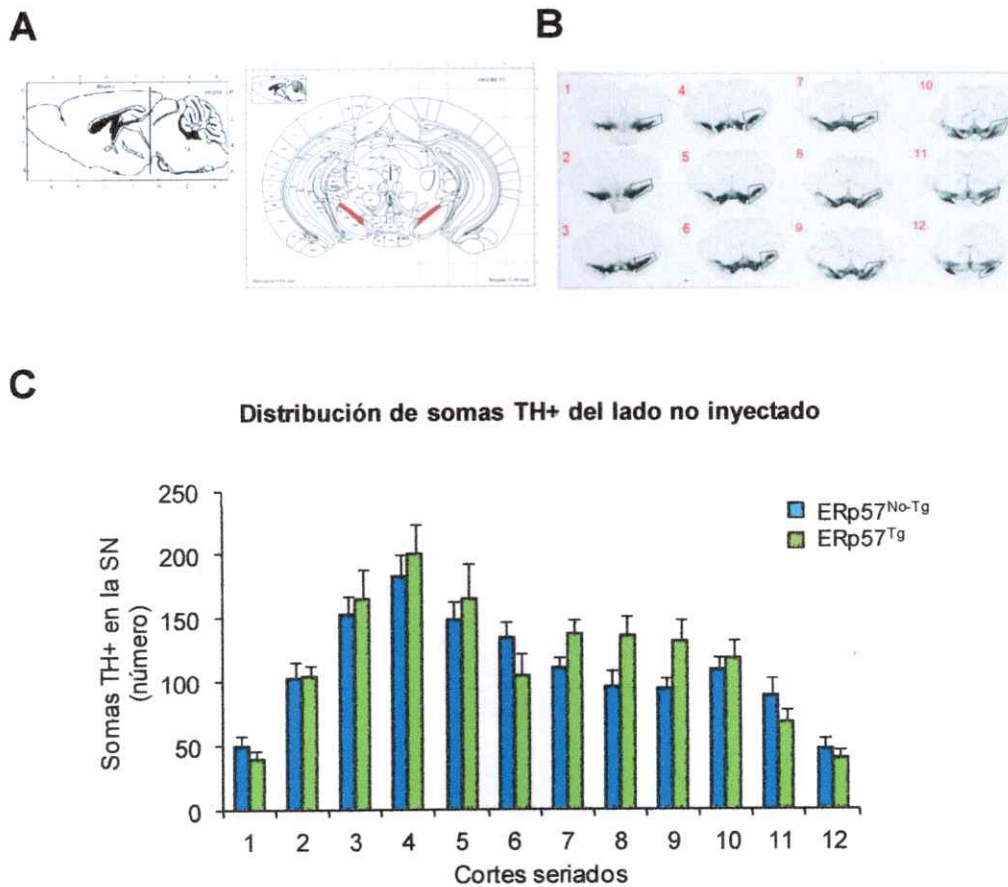 A
B
1
4
7
10
2
5
8
11
3
6
9
12
C
Distribución de somas TH+ del lado no inyectado
Somas TH+ en la SN
(número)
250
200
150
100
50
0
ERp57No-Tg
ERp57Tg
1 2 3 4 5 6 7 8 9 10 11 12
Cortes seriados